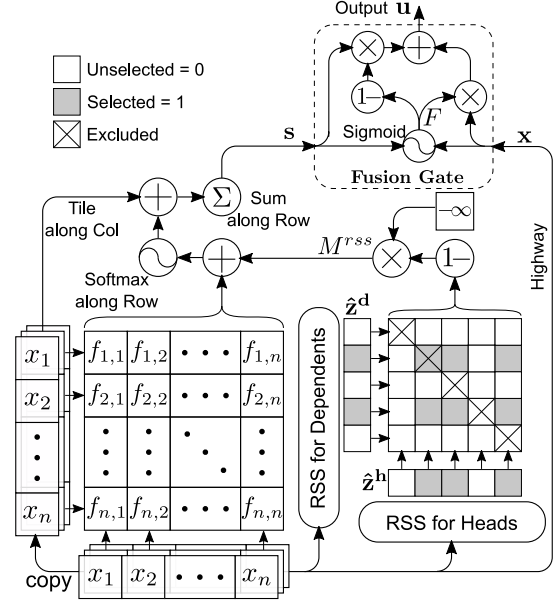 Output u
Unselected = 0
Selected = 1
Excluded
× +
1− ×
F
s Sigmoid x
Fusion Gate
Tile
along Col
+ Σ
Sum
along Row
−∞
Softmax
along Row
+ M^{rss} × 1−
Highway
x_1
x_2
x_n
f_{1,1} f_{1,2} • • • f_{1,n}
f_{2,1} f_{2,2} • • • f_{2,n}
f_{n,1} f_{n,2} • • • f_{n,n}
RSS for Dependents
ẑ^d
ẑ^h
RSS for Heads
copy
x_1 x_2 • • • x_n